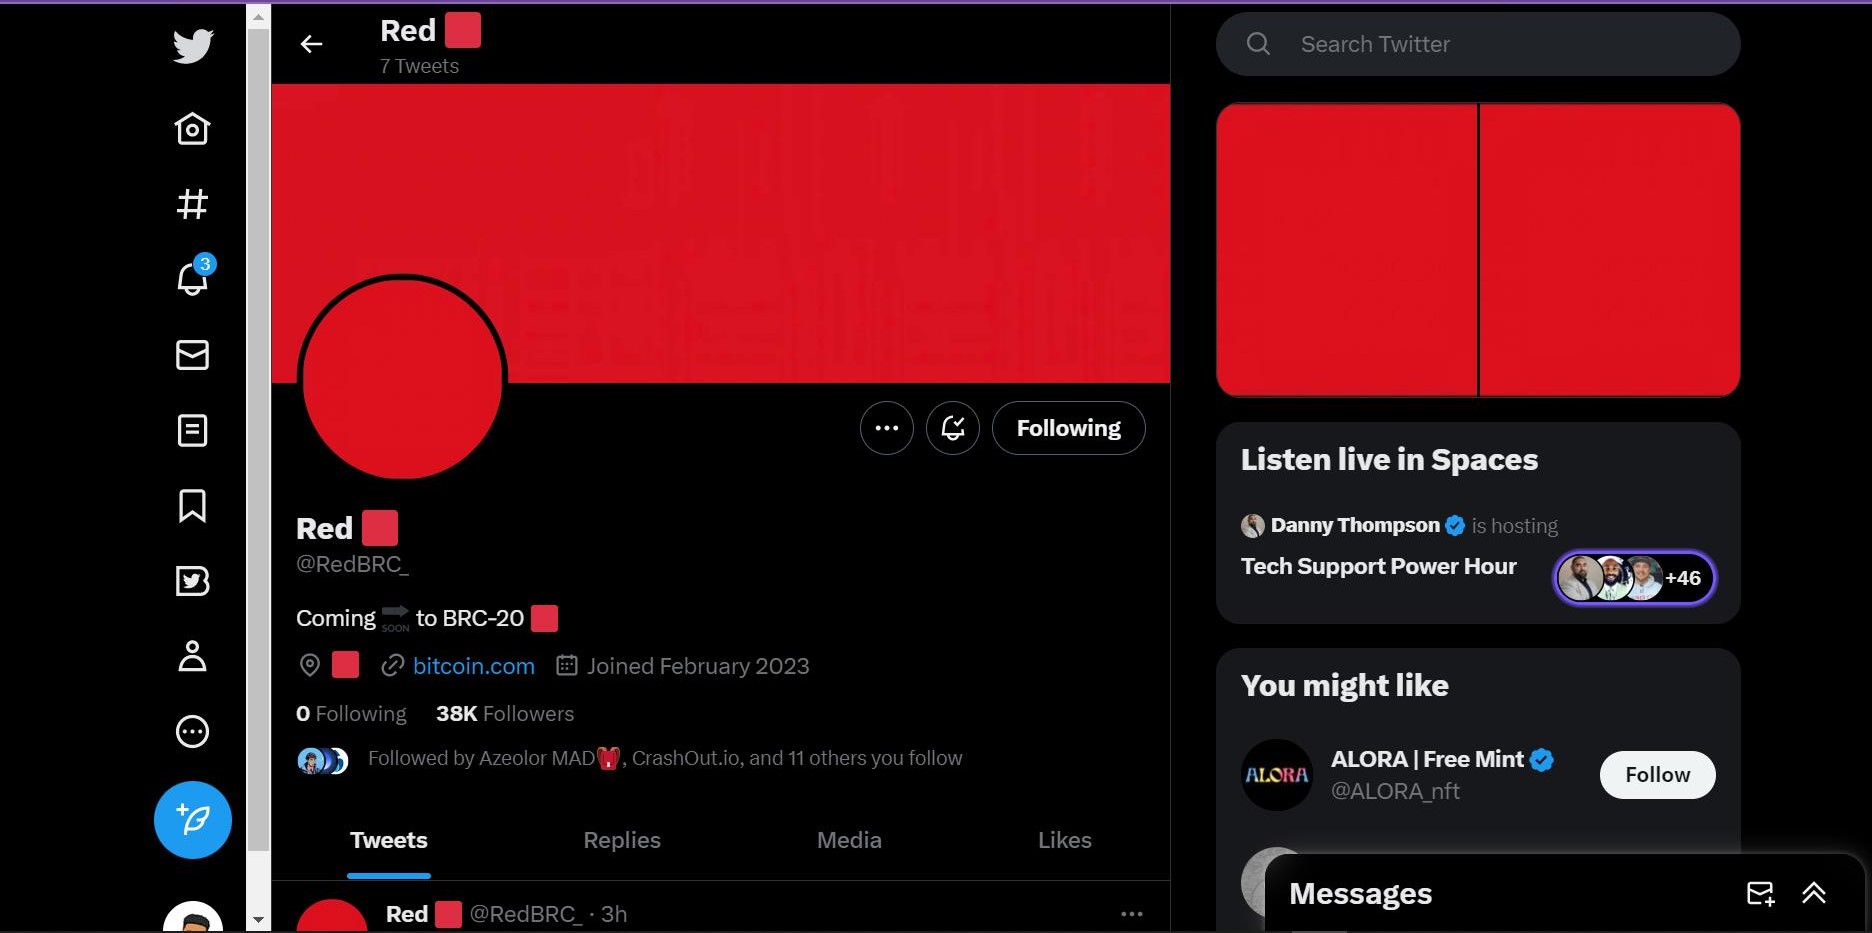 Red 🟥
7 Tweets
Search Twitter
3
Following
Red 🟥
@RedBRC_
Coming 🔜 to BRC-20 🟥
🟥 bitcoin.com Joined February 2023
0 Following 38K Followers
Followed by Azeolor MAD🎒, CrashOut.io, and 11 others you follow
Tweets Replies Media Likes
Red 🟥 @RedBRC_ · 3h
Listen live in Spaces
Danny Thompson is hosting
Tech Support Power Hour
+46
You might like
ALORA
ALORA | Free Mint
@ALORA_nft
Follow
Messages